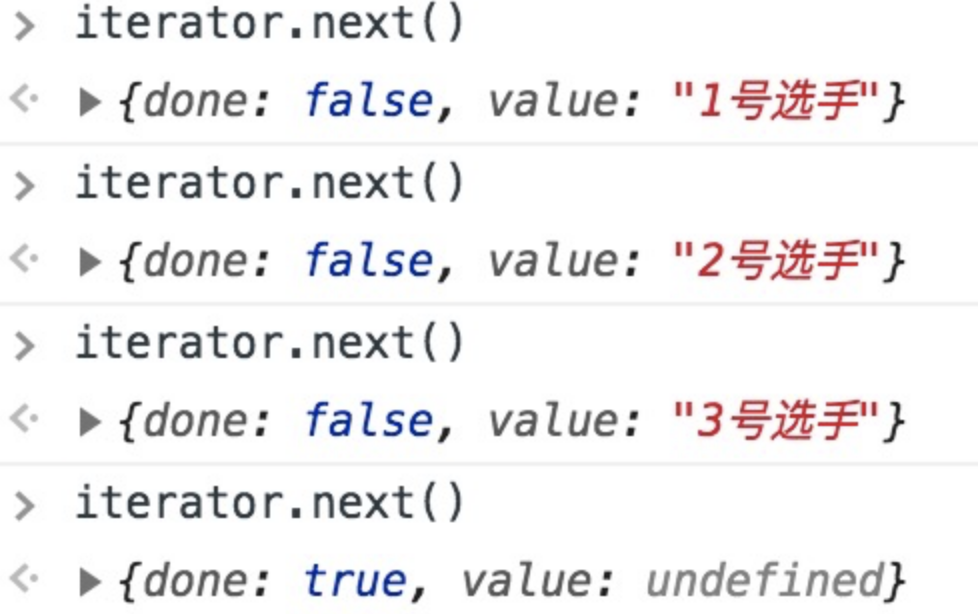 > iterator.next()
<· ▶{done: false, value: "1号选手"}
> iterator.next()
<· ▶{done: false, value: "2号选手"}
> iterator.next()
<· ▶{done: false, value: "3号选手"}
> iterator.next()
<· ▶{done: true, value: undefined}